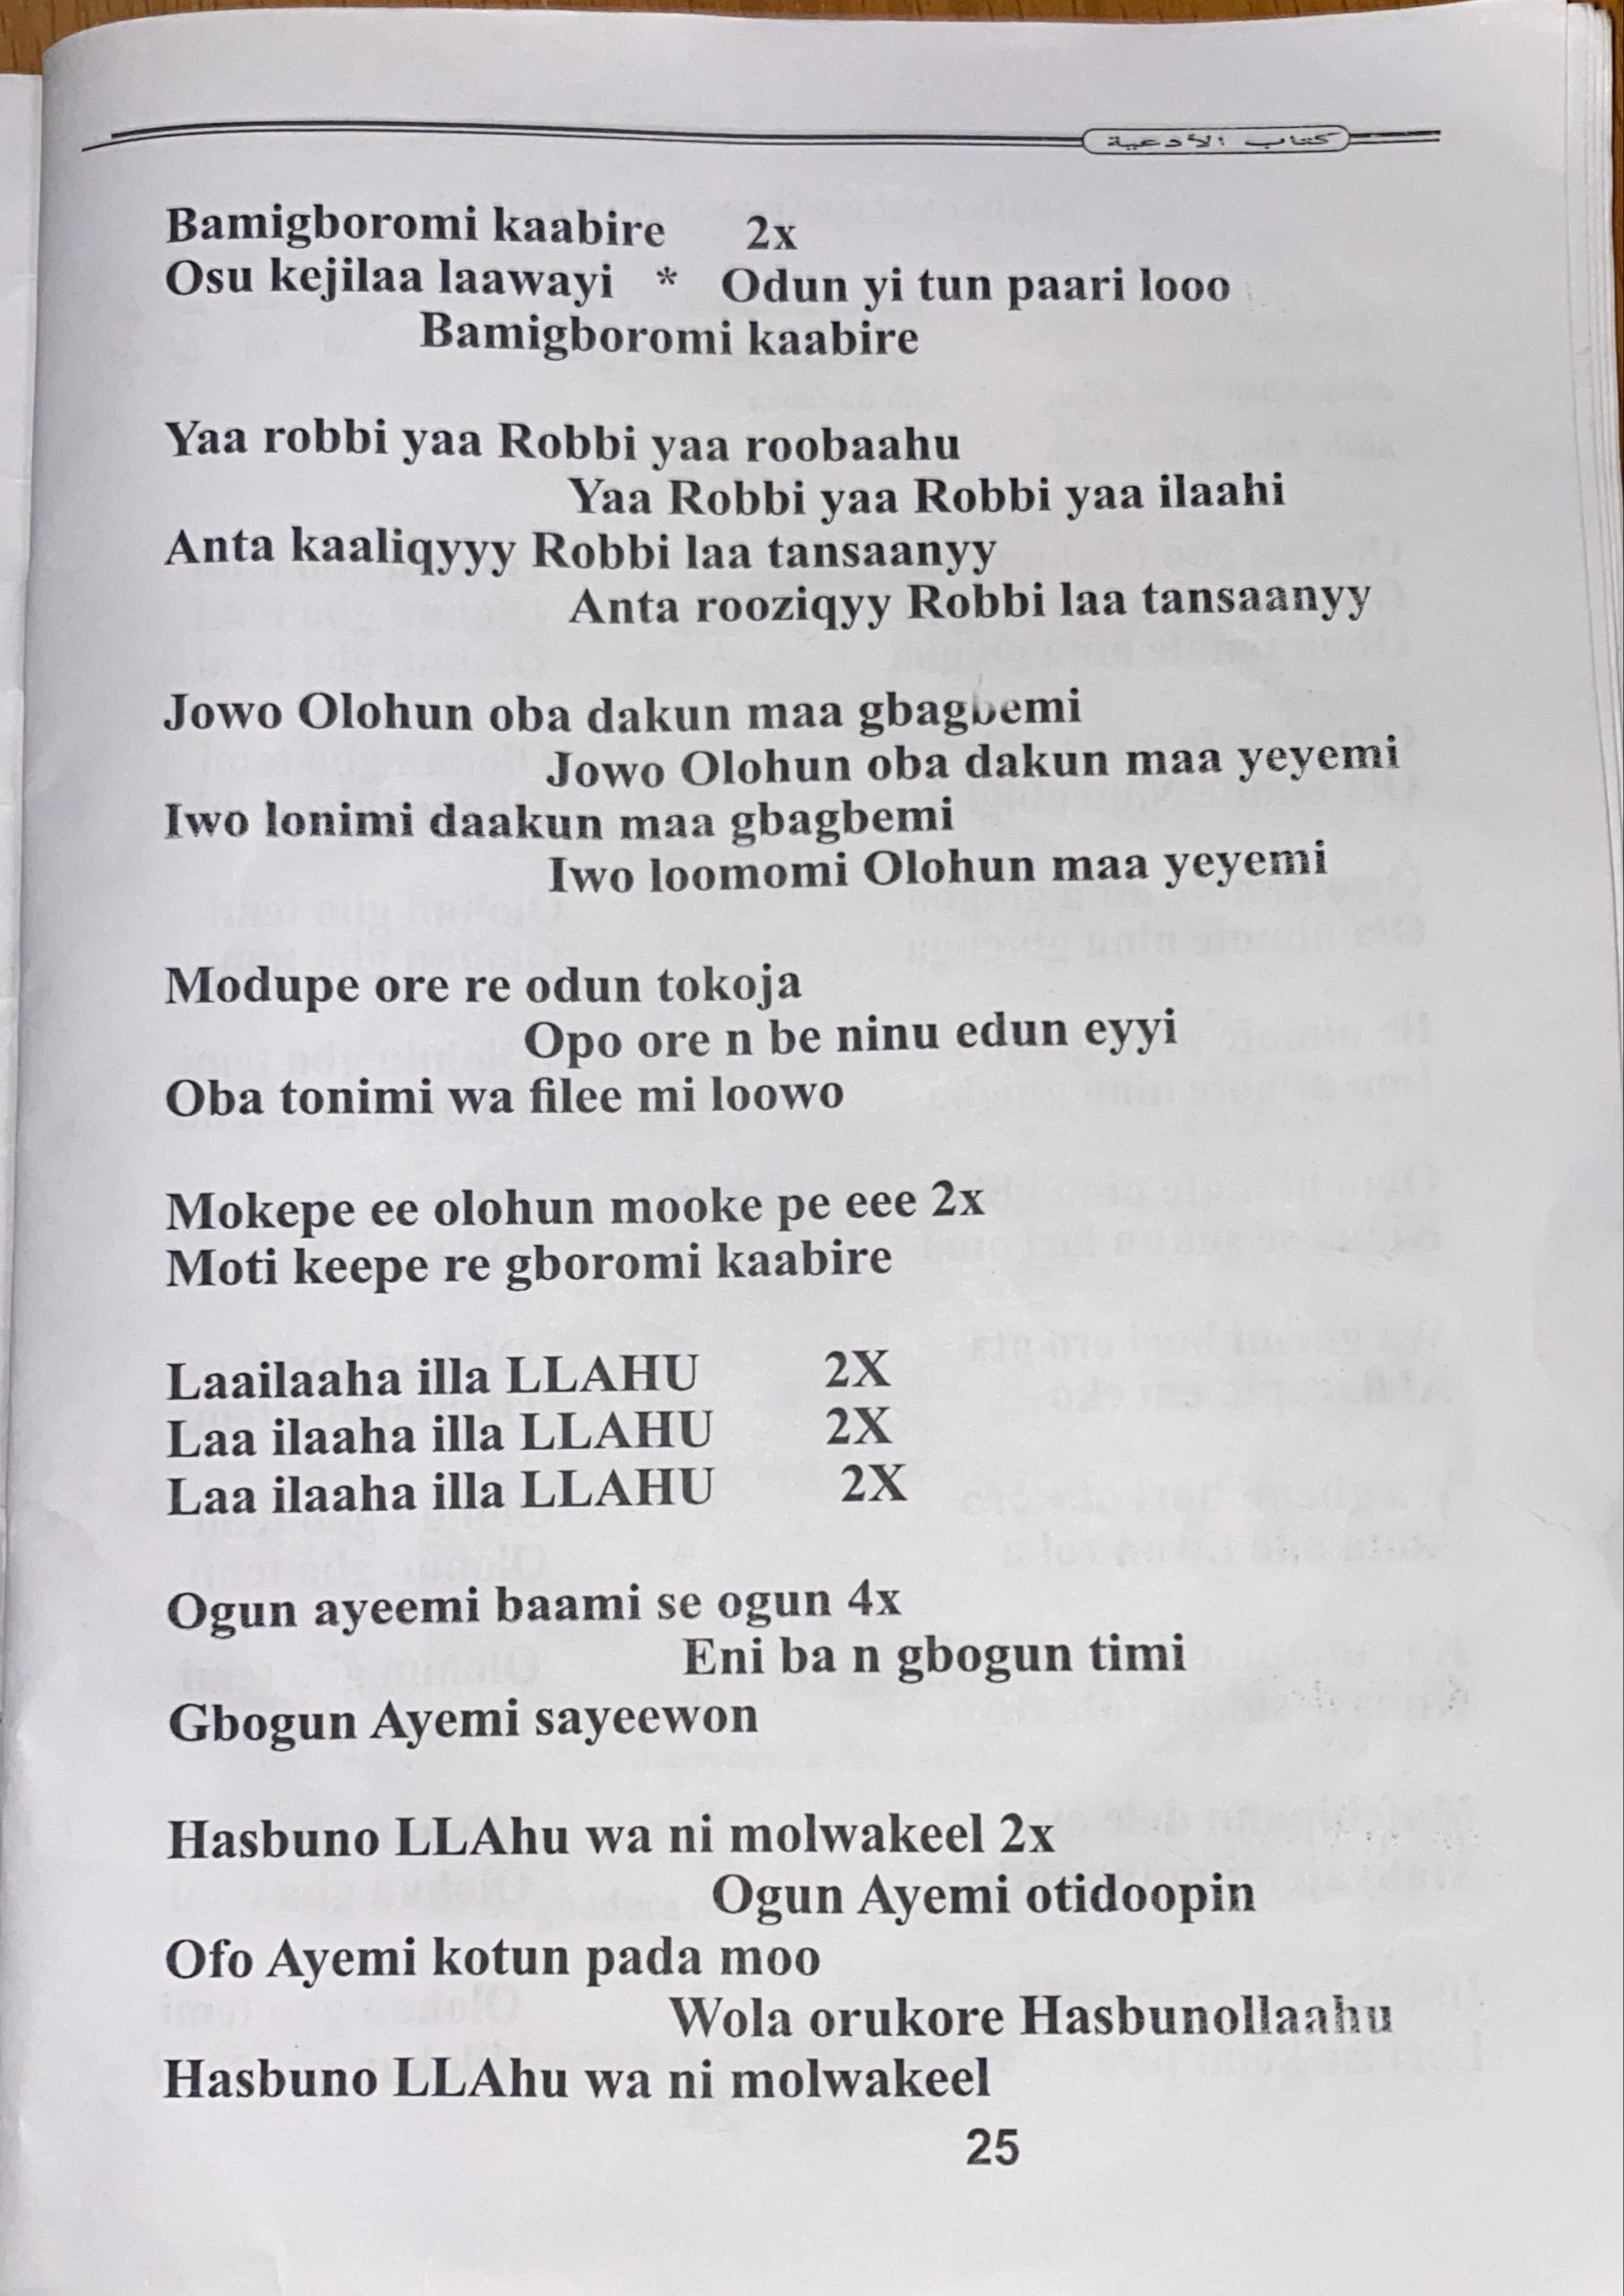 كتاب الأدعية
Bamigboromi kaabire 2x
Osu kejilaa laawayi * Odun yi tun paari looo
Bamigboromi kaabire
Yaa robbi yaa Robbi yaa roobaahu
Yaa Robbi yaa Robbi yaa ilaahi
Anta kaaliqyyy Robbi laa tansaanyy
Anta rooziqyy Robbi laa tansaanyy
Jowo Olohun oba dakun maa gbagbemi
Jowo Olohun oba dakun maa yeyemi
Iwo lonimi daakun maa gbagbemi
Iwo loomomi Olohun maa yeyemi
Modupe ore re odun tokoja
Opo ore n be ninu edun eyyi
Oba tonimi wa filee mi loowo
Mokepe ee olohun mooke pe eee 2x
Moti keepe re gboromi kaabire
Laailaaha illa LLAHU 2X
Laa ilaaha illa LLAHU 2X
Laa ilaaha illa LLAHU 2X
Ogun ayeemi baami se ogun 4x
Eni ba n gbogun timi
Gbogun Ayemi sayeewon
Hasbuno LLAhu wa ni molwakeel 2x
Ogun Ayemi otidoopin
Ofo Ayemi kotun pada moo
Wola orukore Hasbunollaahu
Hasbuno LLAhu wa ni molwakeel
25